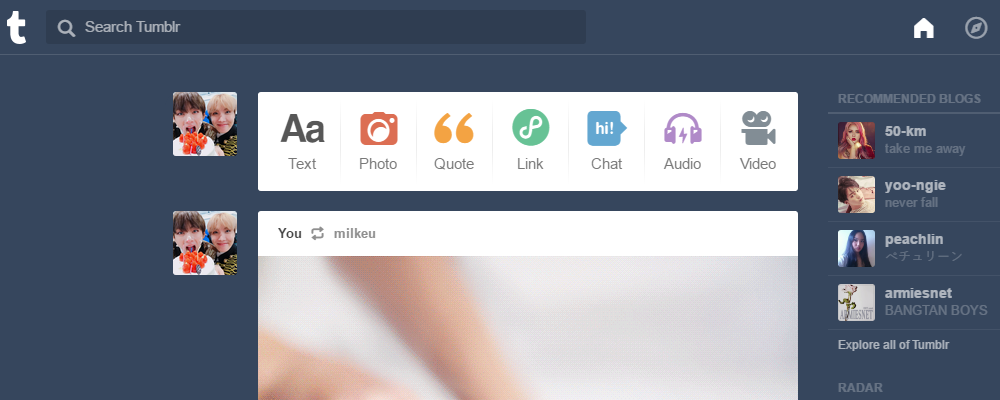 t
Search Tumblr
Aa
hi!
Text Photo Quote Link Chat Audio Video
You milkeu
RECOMMENDED BLOGS
50-km
take me away
yoo-ngie
never fall
peachlin
ペチュリーン
armiesnet
BANGTAN BOYS
ARMIESNET
Explore all of Tumblr
RADAR